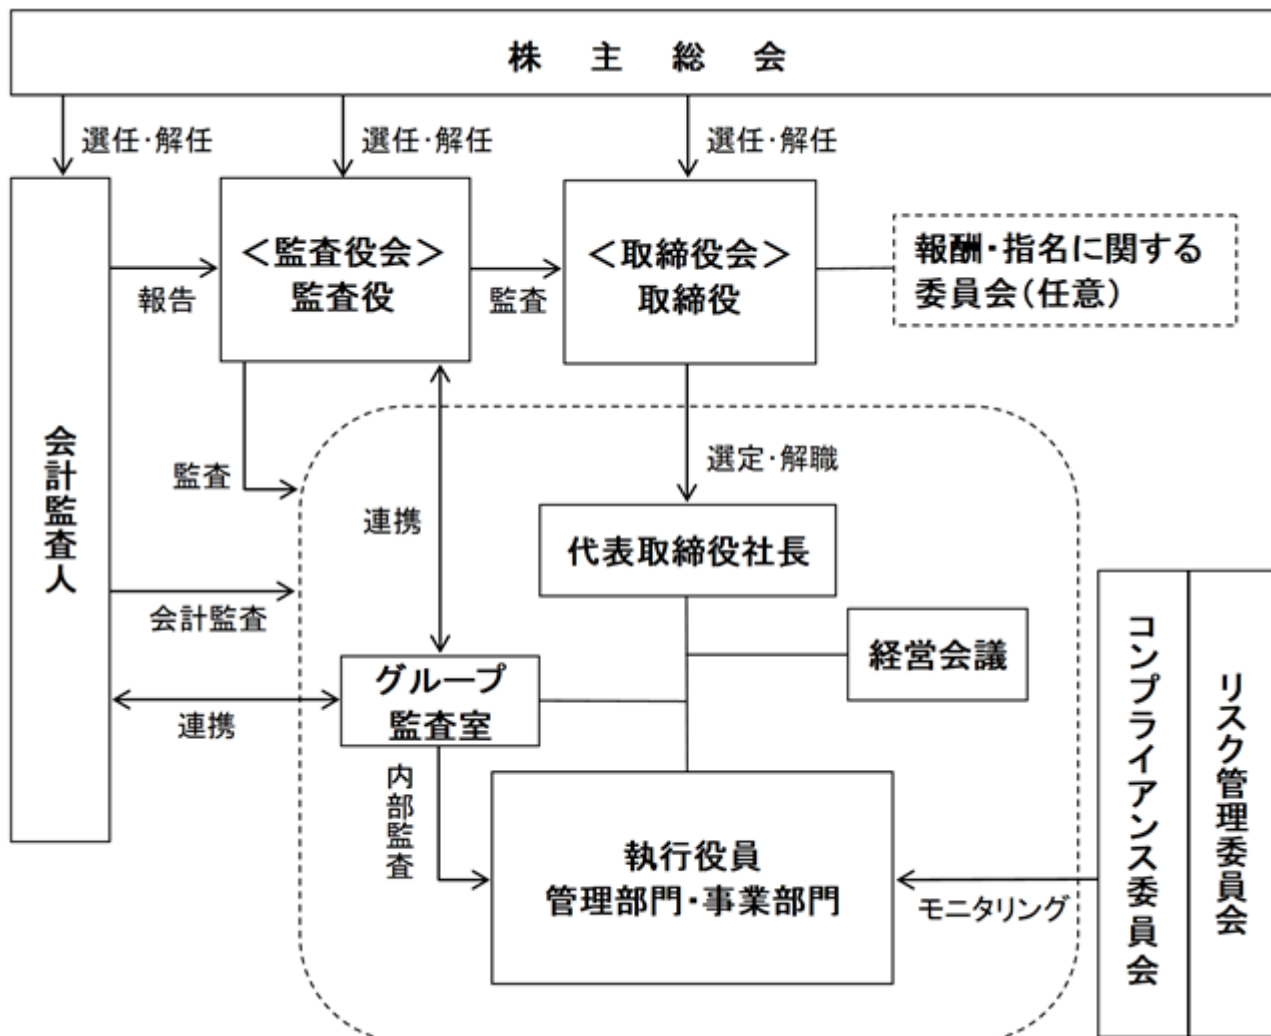 株主総会
選任・解任
選任・解任
選任・解任
会計監査人
報告
＜監査役会＞
監査役
監査
＜取締役会＞
取締役
報酬・指名に関する
委員会（任意）
監査
連携
選定・解職
代表取締役社長
会計監査
経営会議
連携
グループ
監査室
内部監査
執行役員
管理部門・事業部門
モニタリング
コンプライアンス委員会
リスク管理委員会